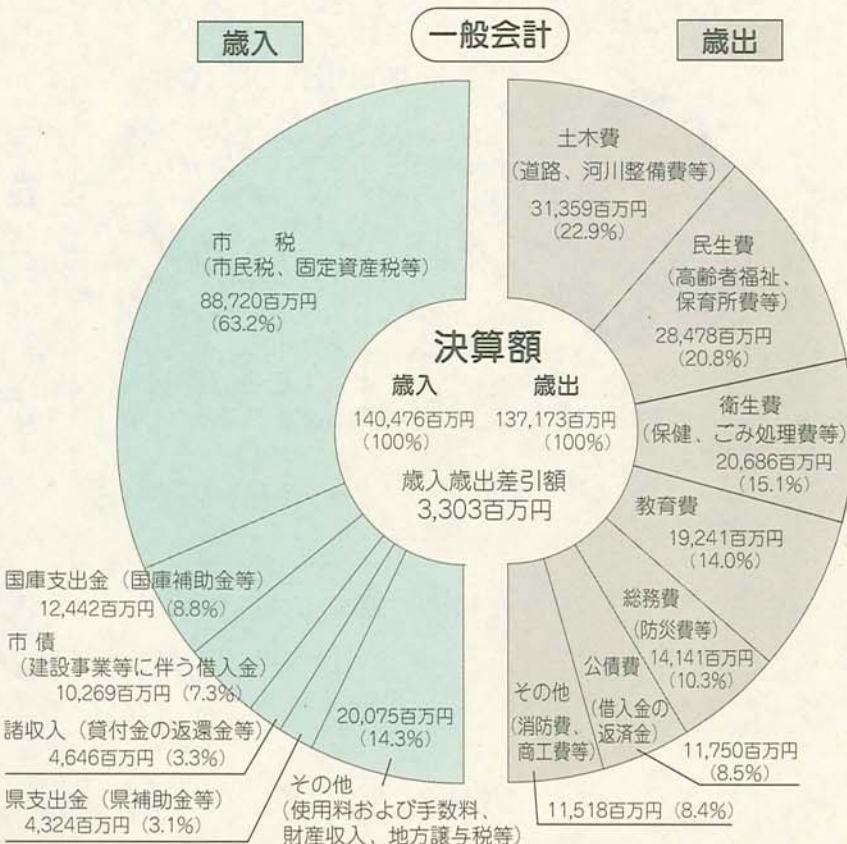 一般会計
歳入
歳出
市　税
(市民税、固定資産税等)
88,720百万円
(63.2%)
国庫支出金（国庫補助金等）
12,442百万円（8.8%）
市債
（建設事業等に伴う借入金）
10,269百万円（7.3%）
諸収入（貸付金の返還金等）
4,646百万円（3.3%）
県支出金（県補助金等）
4,324百万円（3.1%）
20,075百万円
(14.3%)
その他
(使用料および手数料、
財産収入、地方譲与税等)
決算額
歳入
140,476百万円
(100%)
歳出
137,173百万円
(100%)
歳入歳出差引額
3,303百万円
土木費
(道路、河川整備費等)
31,359百万円
(22.9%)
民生費
(高齢者福祉、
保育所費等)
28,478百万円
(20.8%)
衛生費
(保健、ごみ処理費等)
20,686百万円
(15.1%)
教育費
19,241百万円
(14.0%)
総務費
(防災費等)
14,141百万円
(10.3%)
公債費
(借入金の
返済金)
11,750百万円
(8.5%)
その他
(消防費、
商工費等)
11,518百万円（8.4%）